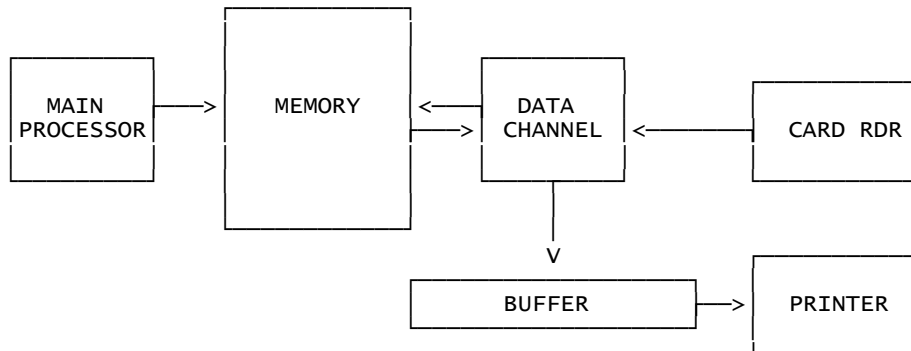 MAIN PROCESSOR
MEMORY
DATA CHANNEL
CARD RDR
BUFFER
PRINTER